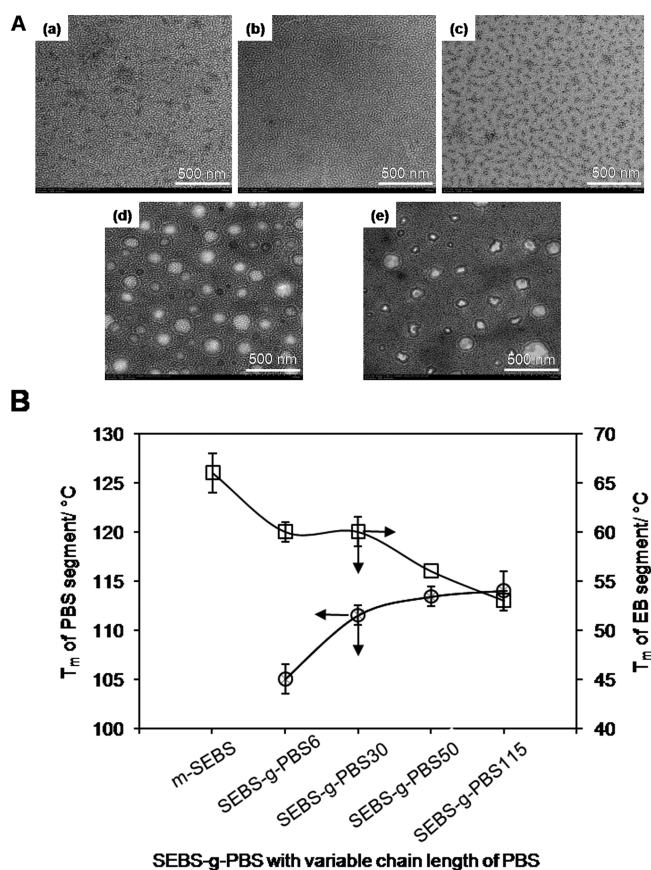 A
(a)
(b)
(c)
500 nm
500 nm
500 nm
(d)
(e)
500 nm
500 nm
B
130
125
120
115
110
105
100
70
65
60
55
50
45
40
Tm of PBS segment/ °C
Tm of EB segment/ °C
m-SEBS
SEBS-g-PBS6
SEBS-g-PBS30
SEBS-g-PBS50
SEBS-g-PBS115
SEBS-g-PBS with variable chain length of PBS